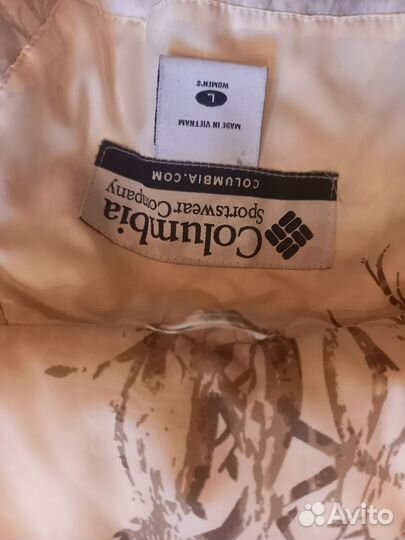 Columbia
Sportswear Company
COLUMBIA.COM
L
WOMEN'S
MADE IN VIETNAM
Avito